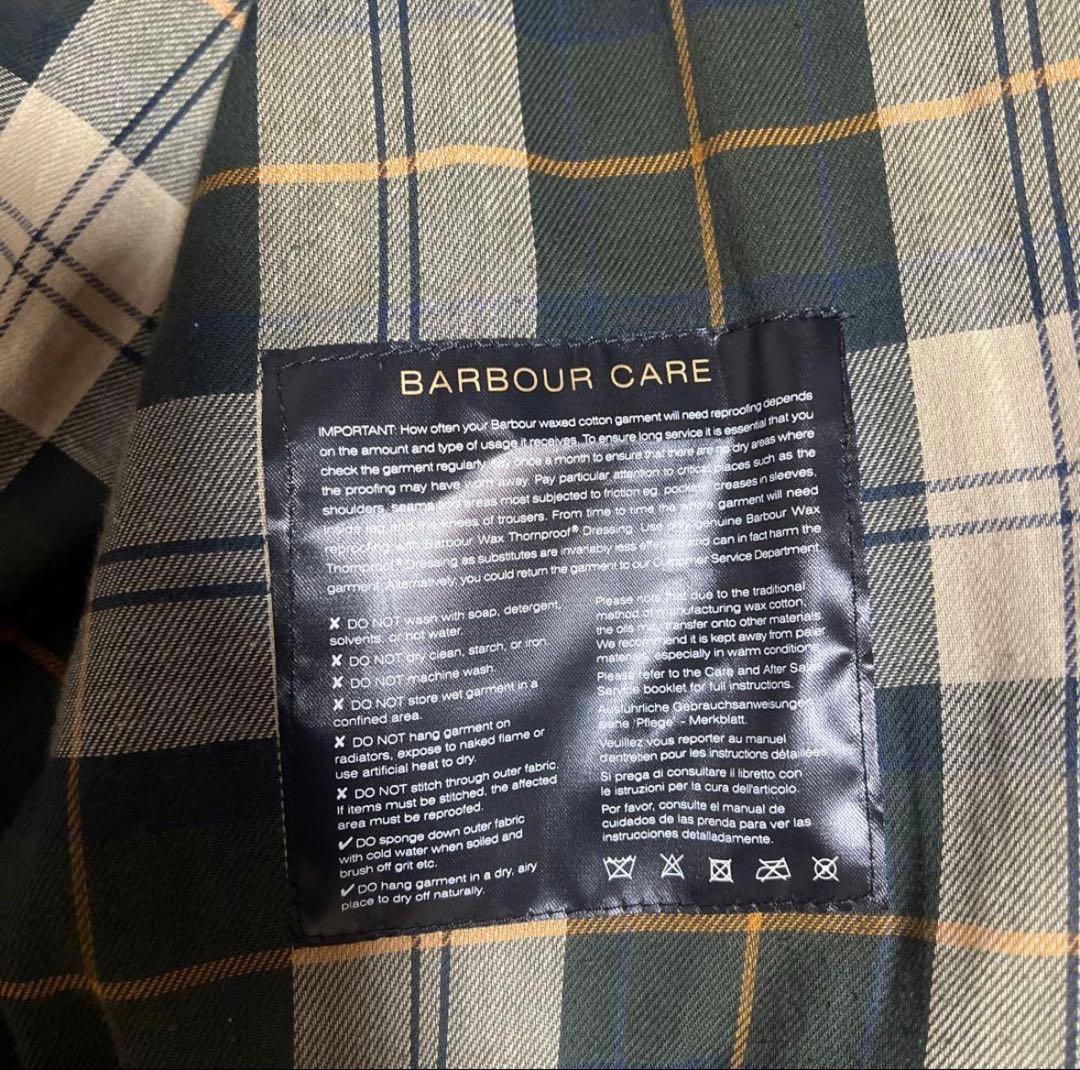 BARBOUR CARE
IMPORTANT: How often your Barbour waxed cotton garment will need reproofing depends
on the amount and type of usage it receives. To ensure long service it is essential that you
check the garment regularly, say once a month to ensure that there are no dry areas where
the proofing may have worn away. Pay particular attention to critical places such as the
shoulders, seams areas most subjected to friction eg. pocket creases in sleeves,
of trousers. From time to time the garment will need
reproofing with Barbour Wax Thornproof® Dressing. Use genuine Barbour Wax
Thornproof® Dressing as substitutes are invariably less effective and can in fact harm the
garment. Alternatively, you could return the garment to our Customer Service Department.
✘ DO NOT wash with soap, detergent,
solvents, or hot water.
✘ DO NOT dry clean, starch, or iron.
✘ DO NOT machine wash.
✘ DO NOT store wet garment in a
confined area.
✘ DO NOT hang garment on
radiators, expose to naked flame or
use artificial heat to dry.
✘ DO NOT stitch through outer fabric.
If items must be stitched, the affected
area must be reproofed.
✔ DO sponge down outer fabric
with cold water when soiled and
brush off grit etc.
✔ DO hang garment in a dry, airy
place to dry off naturally.
Please note that due to the traditional
method of manufacturing wax cotton,
the oils may transfer onto other materials.
We recommend it is kept away from paler
materials, especially in warm conditions.
Please refer to the Care and After Sales
Service booklet for full instructions.
Ausführliche Gebrauchsanweisungen
siehe 'Pflege' - Merkblatt.
Veuillez vous reporter au manuel
d'entretien pour les instructions détaillées.
Si prega di consultare il libretto con
le istruzioni per la cura dell'articolo.
Por favor, consulte el manual de
cuidados de las prenda para ver las
instrucciones detalladamente.